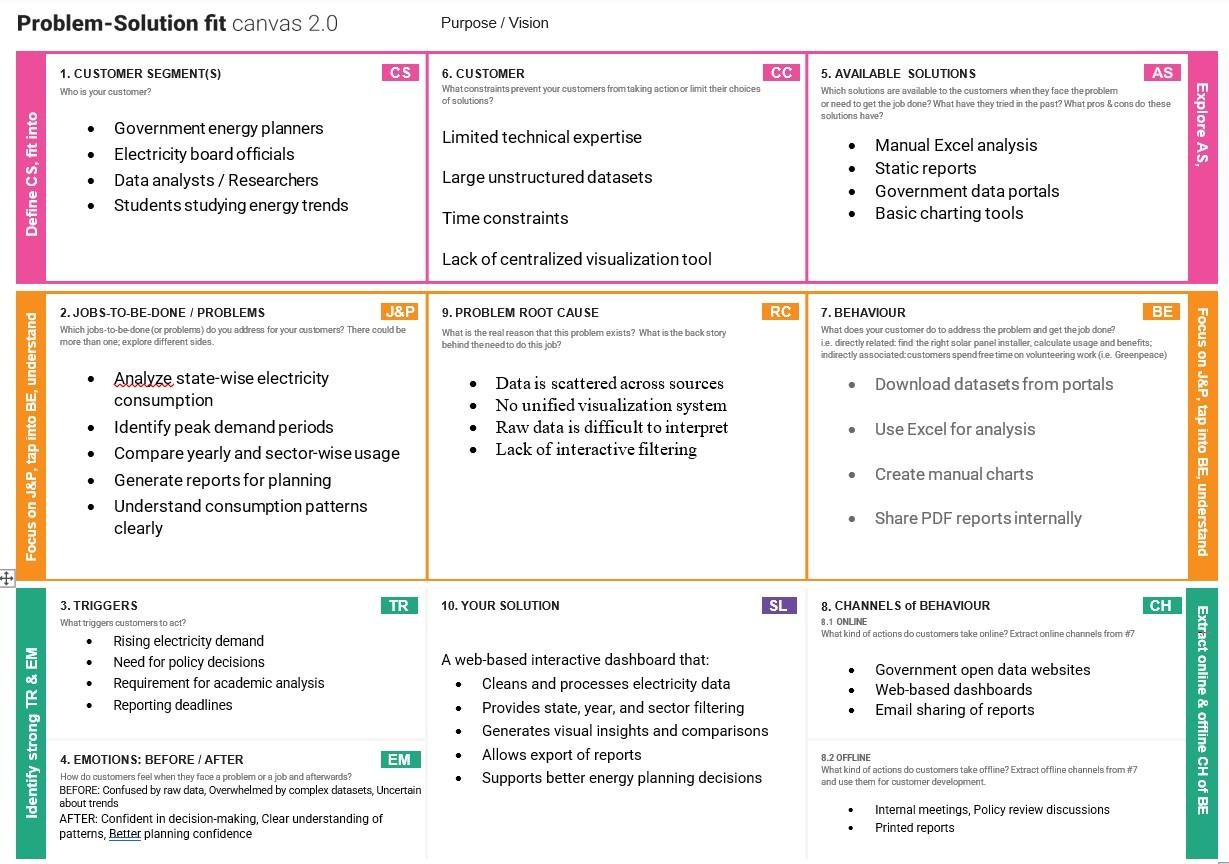 Problem-Solution fit canvas 2.0
Purpose / Vision
Define CS, fit into
1. CUSTOMER SEGMENT(S)
CS
Who is your customer?
• Government energy planners
• Electricity board officials
• Data analysts / Researchers
• Students studying energy trends
6. CUSTOMER
CC
What constraints prevent your customers from taking action or limit their choices
of solutions?
Limited technical expertise
Large unstructured datasets
Time constraints
Lack of centralized visualization tool
5. AVAILABLE SOLUTIONS
AS
Which solutions are available to the customers when they face the problem
or need to get the job done? What have they tried in the past? What pros & cons do these
solutions have?
• Manual Excel analysis
• Static reports
• Government data portals
• Basic charting tools
Explore AS,
Focus on J&P, tap into BE, understand
2. JOBS-TO-BE-DONE / PROBLEMS
J&P
Which jobs-to-be-done (or problems) do you address for your customers? There could be
more than one; explore different sides.
• Analyze state-wise electricity
consumption
• Identify peak demand periods
• Compare yearly and sector-wise usage
• Generate reports for planning
• Understand consumption patterns
clearly
9. PROBLEM ROOT CAUSE
RC
What is the real reason that this problem exists? What is the back story
behind the need to do this job?
• Data is scattered across sources
• No unified visualization system
• Raw data is difficult to interpret
• Lack of interactive filtering
7. BEHAVIOUR
BE
What does your customer do to address the problem and get the job done?
i.e. directly related: find the right solar panel installer, calculate usage and benefits;
indirectly associated: customers spend free time on volunteering work (i.e. Greenpeace)
• Download datasets from portals
• Use Excel for analysis
• Create manual charts
• Share PDF reports internally
Focus on J&P, tap into BE, understand
Identify strong TR & EM
3. TRIGGERS
TR
What triggers customers to act?
• Rising electricity demand
• Need for policy decisions
• Requirement for academic analysis
• Reporting deadlines
4. EMOTIONS: BEFORE / AFTER
EM
How do customers feel when they face a problem or a job and afterwards?
BEFORE: Confused by raw data, Overwhelmed by complex datasets, Uncertain
about trends
AFTER: Confident in decision-making, Clear understanding of
patterns, Better planning confidence
10. YOUR SOLUTION
SL
A web-based interactive dashboard that:
• Cleans and processes electricity data
• Provides state, year, and sector filtering
• Generates visual insights and comparisons
• Allows export of reports
• Supports better energy planning decisions
8. CHANNELS of BEHAVIOUR
CH
8.1 ONLINE
What kind of actions do customers take online? Extract online channels from #7
• Government open data websites
• Web-based dashboards
• Email sharing of reports
8.2 OFFLINE
What kind of actions do customers take offline? Extract offline channels from #7
and use them for customer development.
• Internal meetings, Policy review discussions
• Printed reports
Extract online & offline CH of BE